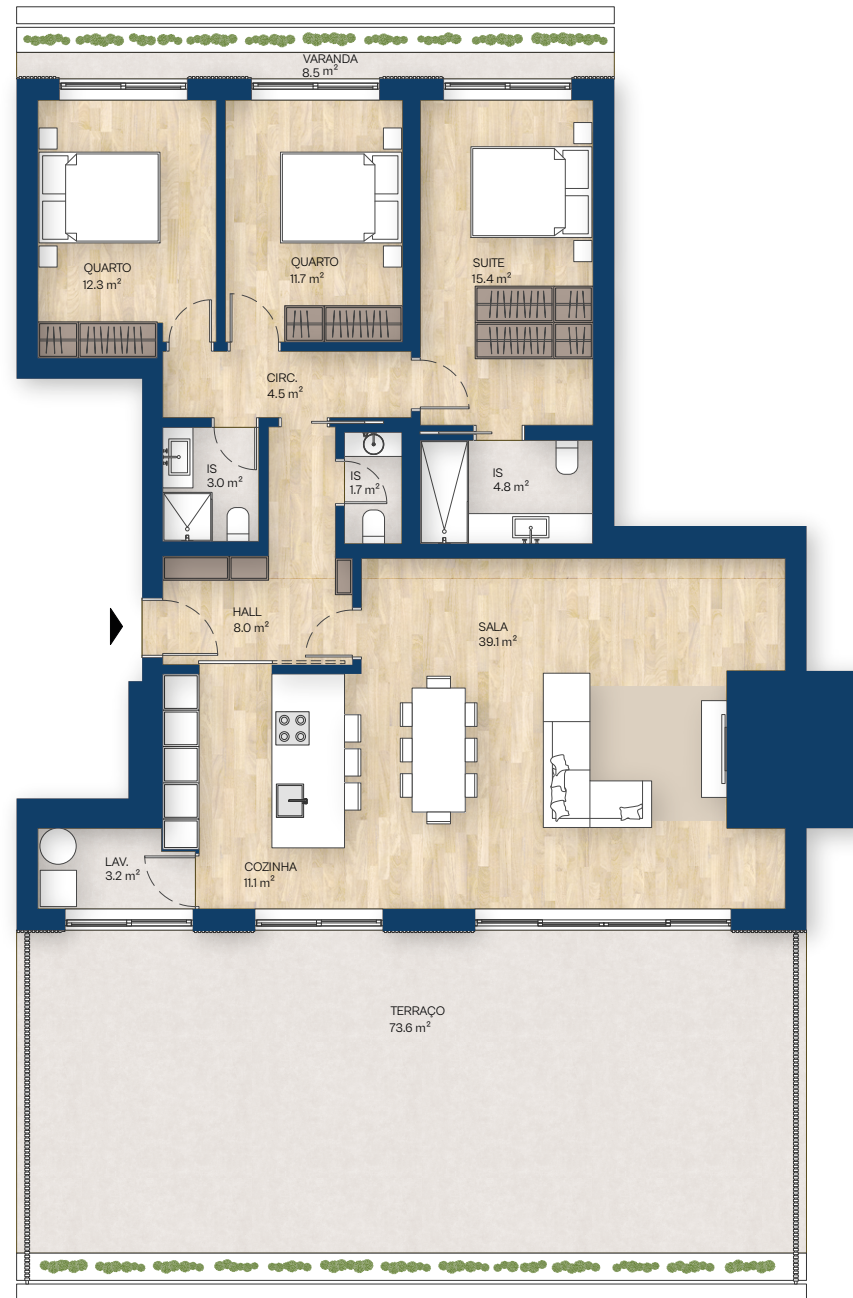 VARANDA
8.5 m²
QUARTO
12.3 m²
QUARTO
11.7 m²
SUITE
15.4 m²
CIRC.
4.5 m²
IS
3.0 m²
IS
1.7 m²
IS
4.8 m²
HALL
8.0 m²
SALA
39.1 m²
LAV.
3.2 m²
COZINHA
11.1 m²
TERRAÇO
73.6 m²